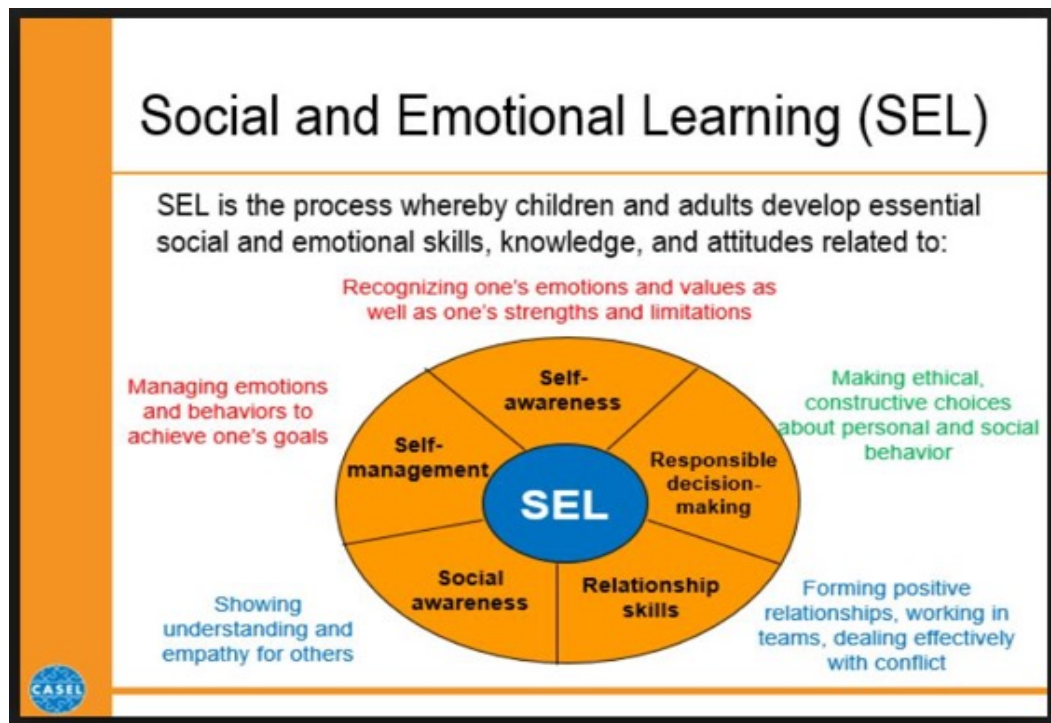 Social and Emotional Learning (SEL)
SEL is the process whereby children and adults develop essential
social and emotional skills, knowledge, and attitudes related to:
Recognizing one's emotions and values as
well as one's strengths and limitations
Managing emotions
and behaviors to
achieve one's goals
Self-
awareness
Making ethical,
constructive choices
about personal and social
behavior
Self-
management
SEL
Responsible
decision-
making
Showing
understanding and
empathy for others
Social
awareness
Relationship
skills
Forming positive
relationships, working in
teams, dealing effectively
with conflict
CASEL